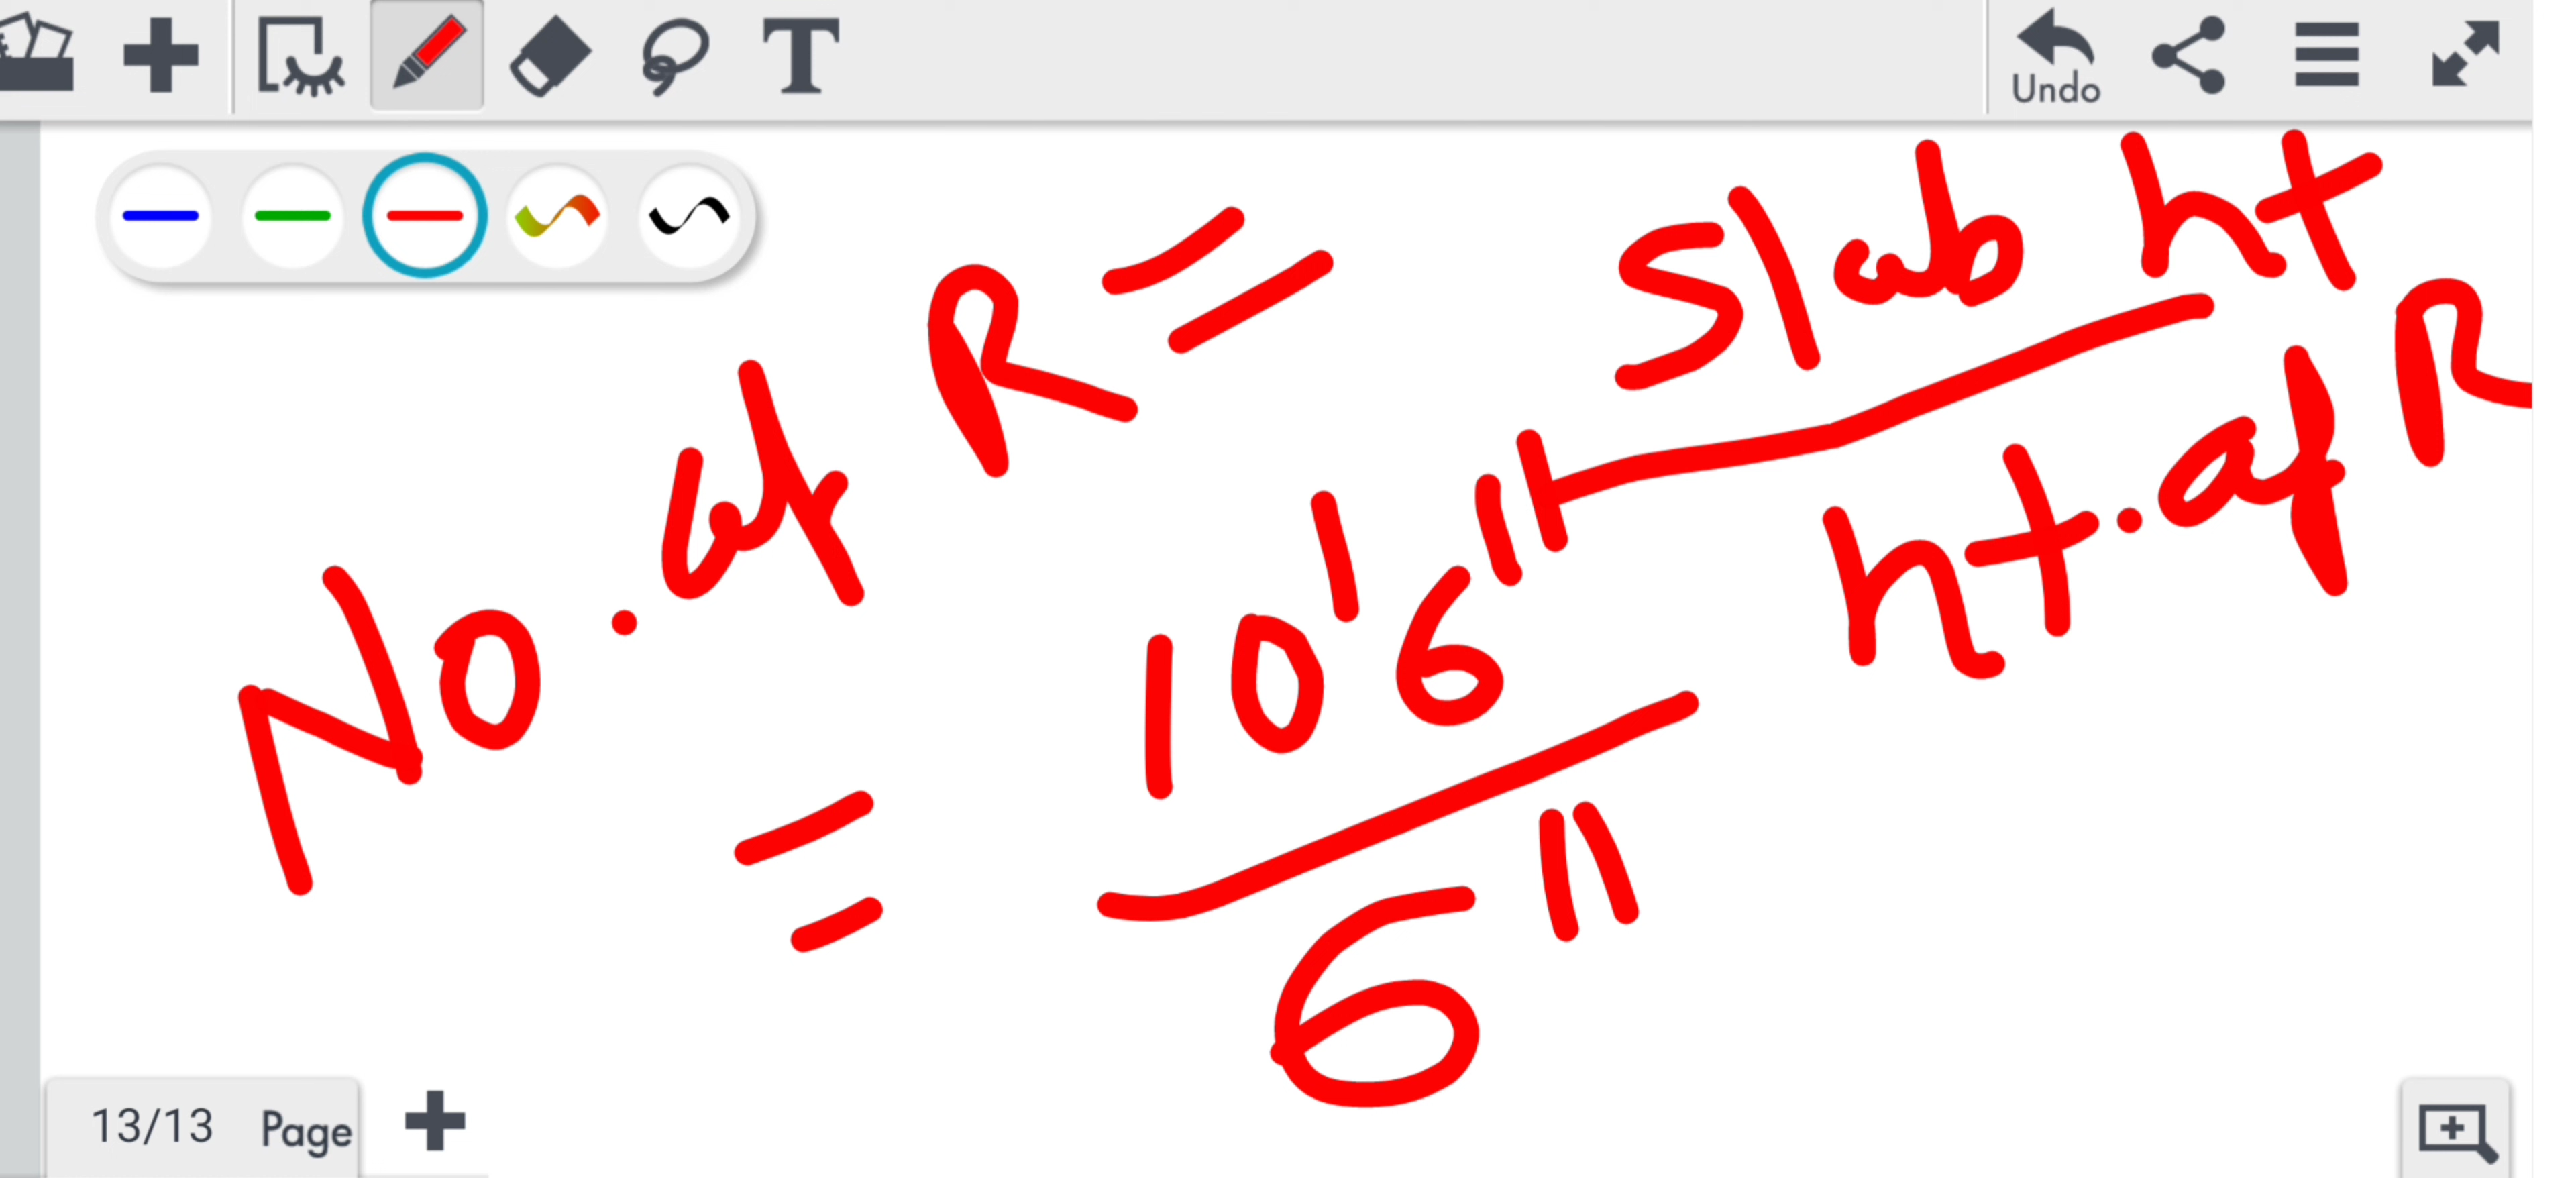 T
Undo
No. of R = Slab ht
ht. of R
= 10'6"
6"
13/13 Page